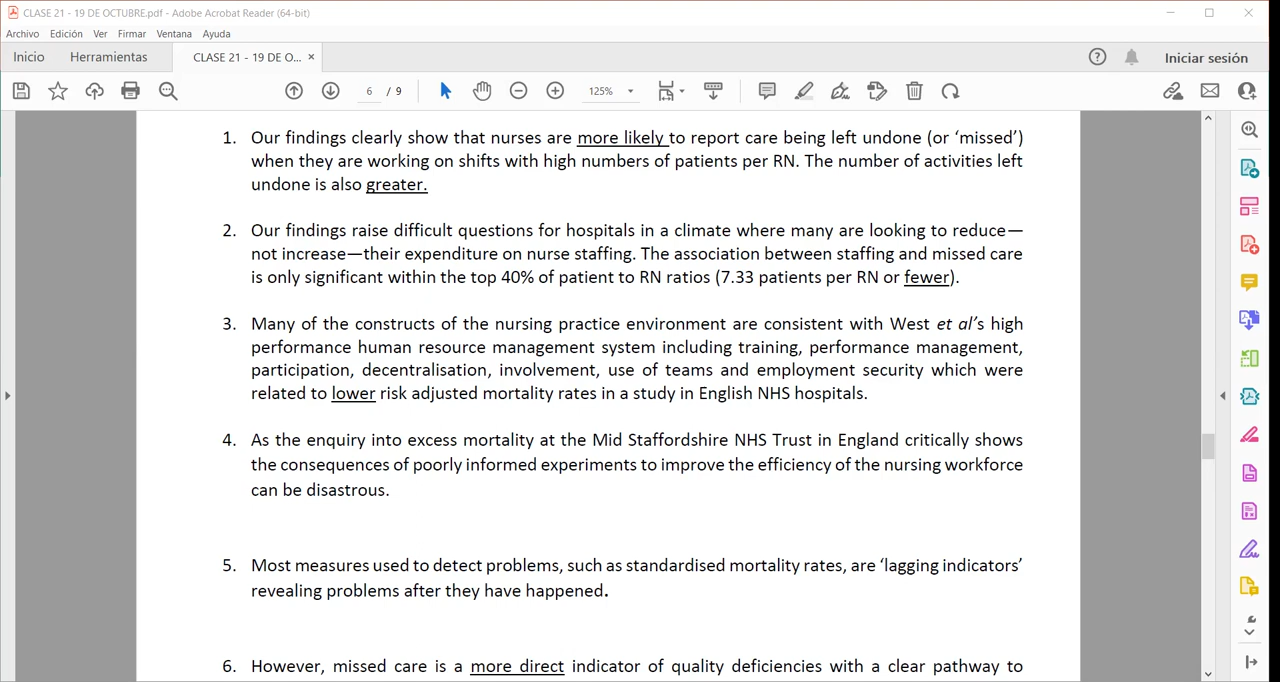 CLASE 21 - 19 DE OCTUBRE.pdf - Adobe Acrobat Reader (64-bit)
Archivo Edición Ver Firmar Ventana Ayuda
Inicio Herramientas CLASE 21 - 19 DE O... × Iniciar sesión
6 / 9 125%
1. Our findings clearly show that nurses are more likely to report care being left undone (or ‘missed’)
when they are working on shifts with high numbers of patients per RN. The number of activities left
undone is also greater.
2. Our findings raise difficult questions for hospitals in a climate where many are looking to reduce—
not increase—their expenditure on nurse staffing. The association between staffing and missed care
is only significant within the top 40% of patient to RN ratios (7.33 patients per RN or fewer).
3. Many of the constructs of the nursing practice environment are consistent with West et al’s high
performance human resource management system including training, performance management,
participation, decentralisation, involvement, use of teams and employment security which were
related to lower risk adjusted mortality rates in a study in English NHS hospitals.
4. As the enquiry into excess mortality at the Mid Staffordshire NHS Trust in England critically shows
the consequences of poorly informed experiments to improve the efficiency of the nursing workforce
can be disastrous.
5. Most measures used to detect problems, such as standardised mortality rates, are ‘lagging indicators’
revealing problems after they have happened.
6. However, missed care is a more direct indicator of quality deficiencies with a clear pathway to